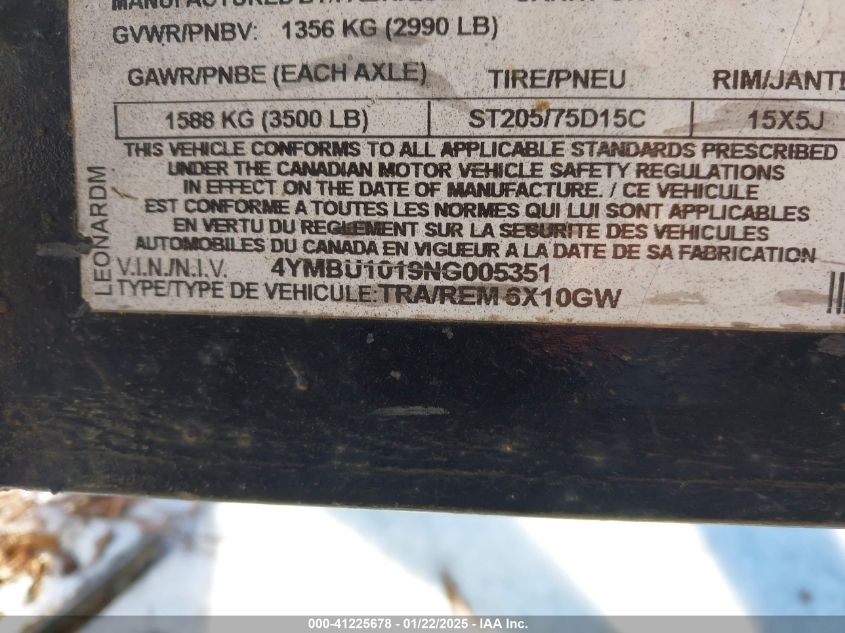 GVWR/PNBV: 1356 KG (2990 LB)
GAWR/PNBE (EACH AXLE) TIRE/PNEU RIM/JANTE
1588 KG (3500 LB) ST205/75D15C 15X5J
THIS VEHICLE CONFORMS TO ALL APPLICABLE STANDARDS PRESCRIBED
UNDER THE CANADIAN MOTOR VEHICLE SAFETY REGULATIONS
IN EFFECT ON THE DATE OF MANUFACTURE. / CE VEHICULE
EST CONFORME A TOUTES LES NORMES QUI LUI SONT APPLICABLES
EN VERTU DU REGLEMENT SUR LA SECURITE DES VEHICULES
AUTOMOBILES DU CANADA EN VIGUEUR A LA DATE DE SA FABRICATION
V.I.N./N.I.V. 4YMBU1019NG005351
TYPE/TYPE DE VEHICULE: TRA/REM 6X10GW
LEONARDM
000-41225678 - 01/22/2025 - IAA Inc.